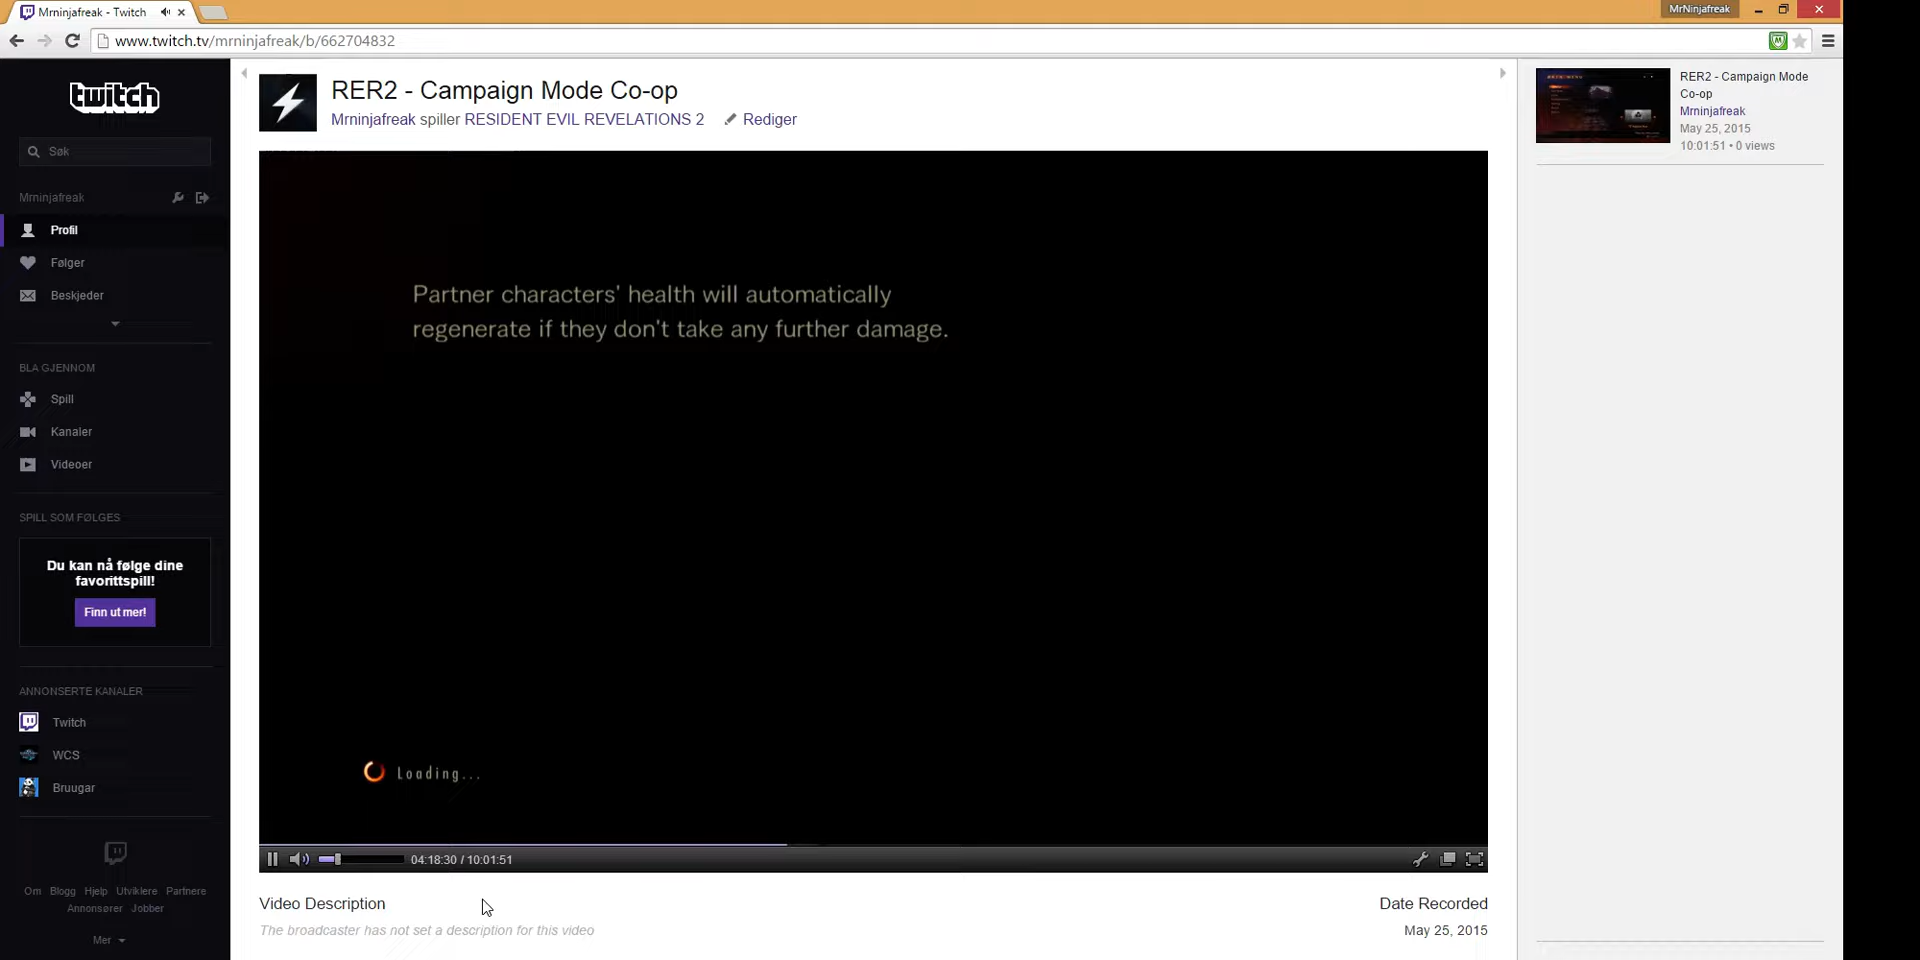 Mrninjafreak - Twitch
MrNinjafreak
www.twitch.tv/mrninjafreak/b/662704832
twitch
Søk
Mrninjafreak
Profil
Følger
Beskjeder
BLA GJENNOM
Spill
Kanaler
Videoer
SPILL SOM FØLGES
Du kan nå følge dine
favorittspill!
Finn ut mer!
ANNONSERTE KANALER
Twitch
WCS
Bruugar
Om Blogg Hjelp Utviklere Partnere
Annonsører Jobber
Mer
RER2 - Campaign Mode Co-op
Mrninjafreak spiller RESIDENT EVIL REVELATIONS 2 Rediger
Partner characters' health will automatically
regenerate if they don't take any further damage.
Loading...
04:18:30 / 10:01:51
Video Description
The broadcaster has not set a description for this video
Date Recorded
May 25, 2015
RER2 - Campaign Mode
Co-op
Mrninjafreak
May 25, 2015
10:01:51 • 0 views